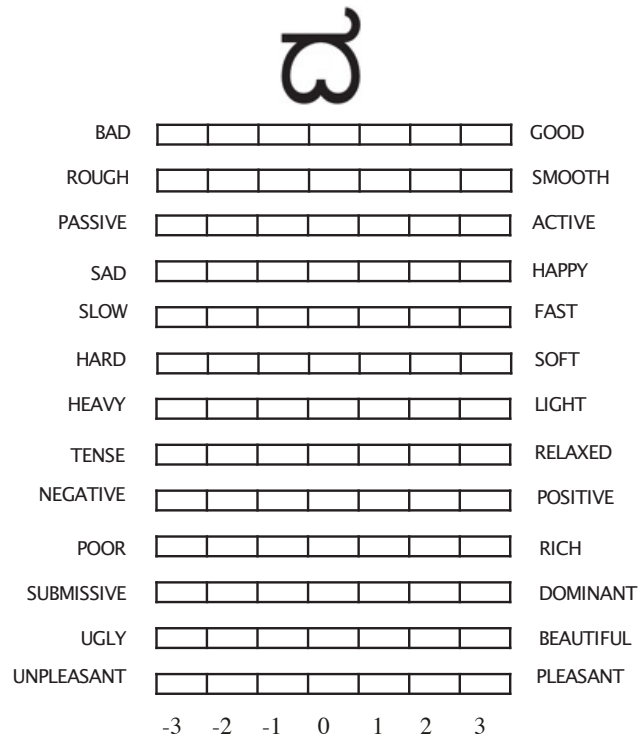 ದ
BAD GOOD
ROUGH SMOOTH
PASSIVE ACTIVE
SAD HAPPY
SLOW FAST
HARD SOFT
HEAVY LIGHT
TENSE RELAXED
NEGATIVE POSITIVE
POOR RICH
SUBMISSIVE DOMINANT
UGLY BEAUTIFUL
UNPLEASANT PLEASANT
-3 -2 -1 0 1 2 3